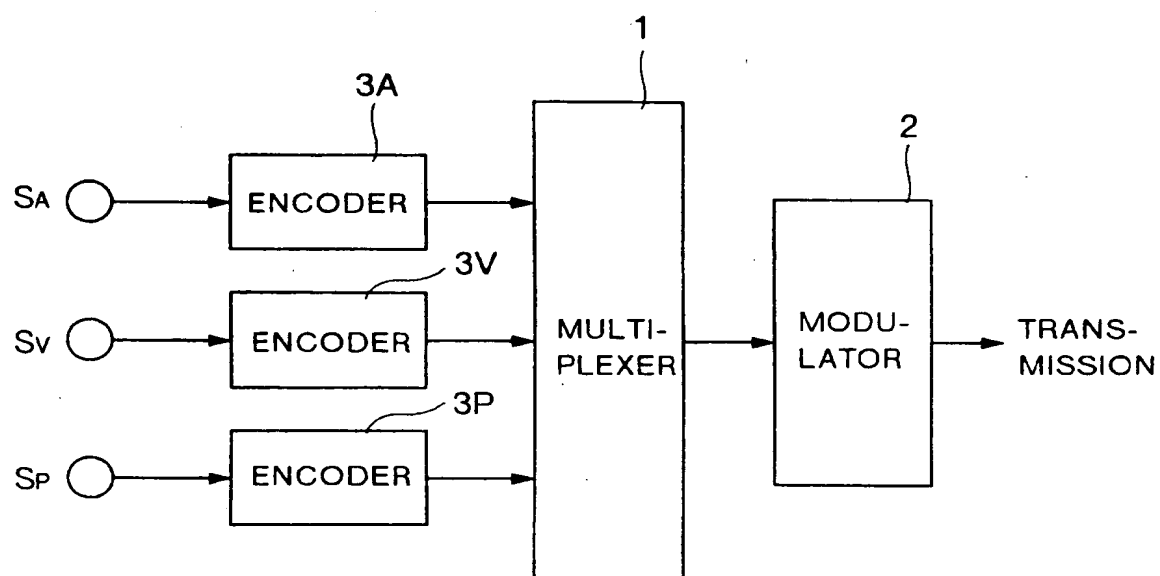 1
3A
2
SA
ENCODER
3V
SV
ENCODER
MULTI-
PLEXER
MODU-
LATOR
TRANS-
MISSION
3P
SP
ENCODER